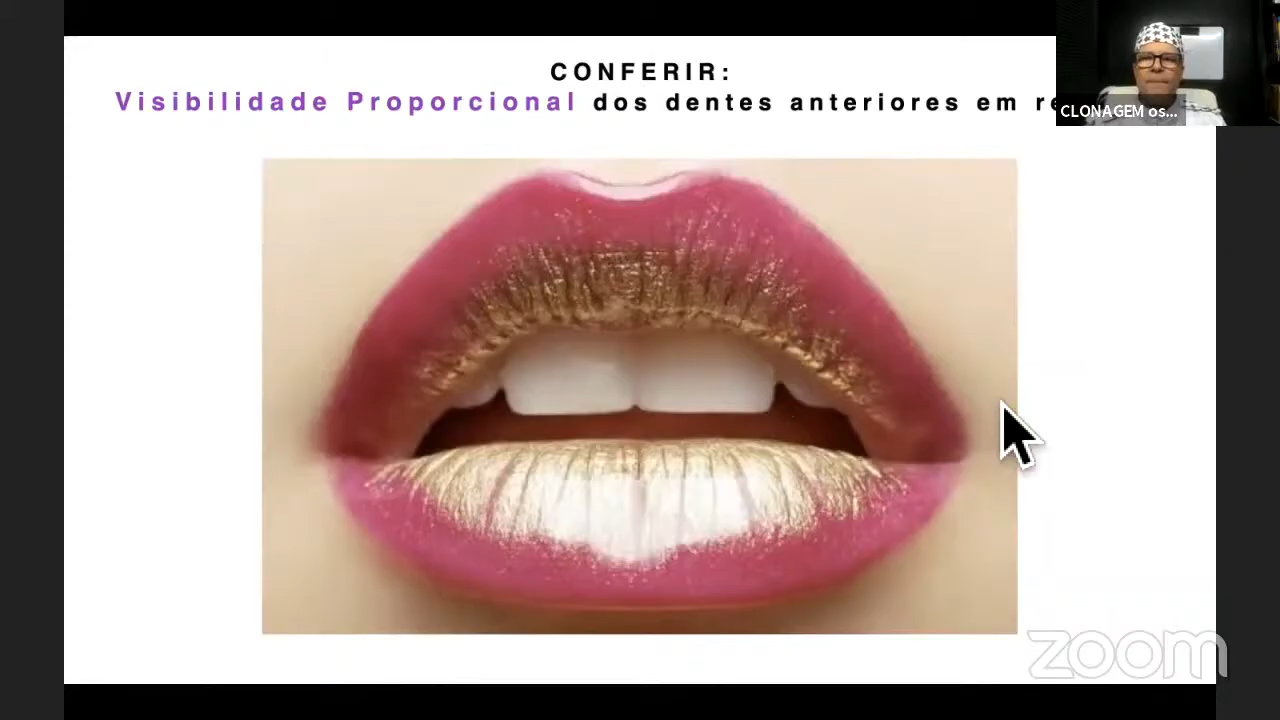 CONFERIR:
Visibilidade Proporcional dos dentes anteriores em
CLONAGEM os...
zoom